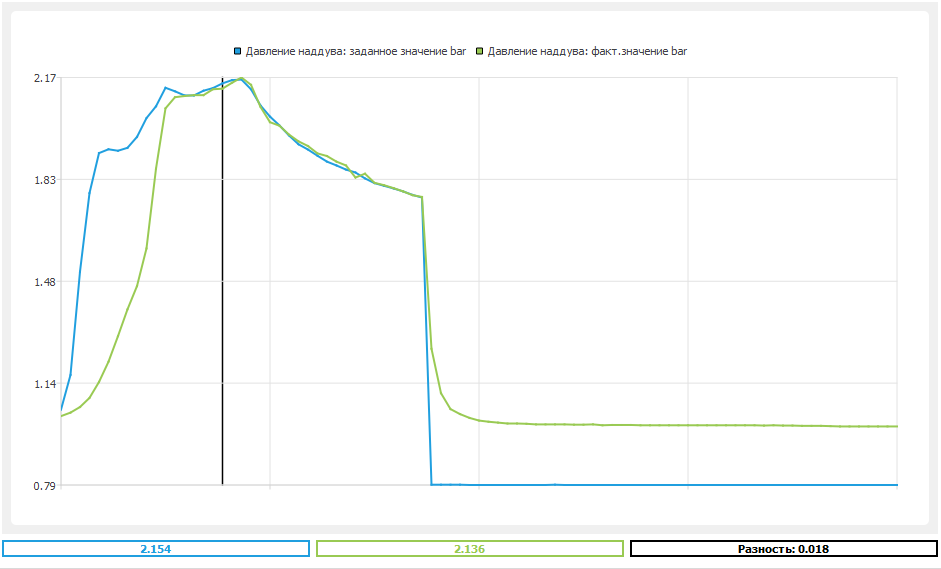 Давление наддува: заданное значение bar Давление наддува: факт.значение bar
2.17
1.83
1.48
1.14
0.79
2.154 2.136 Разность: 0.018